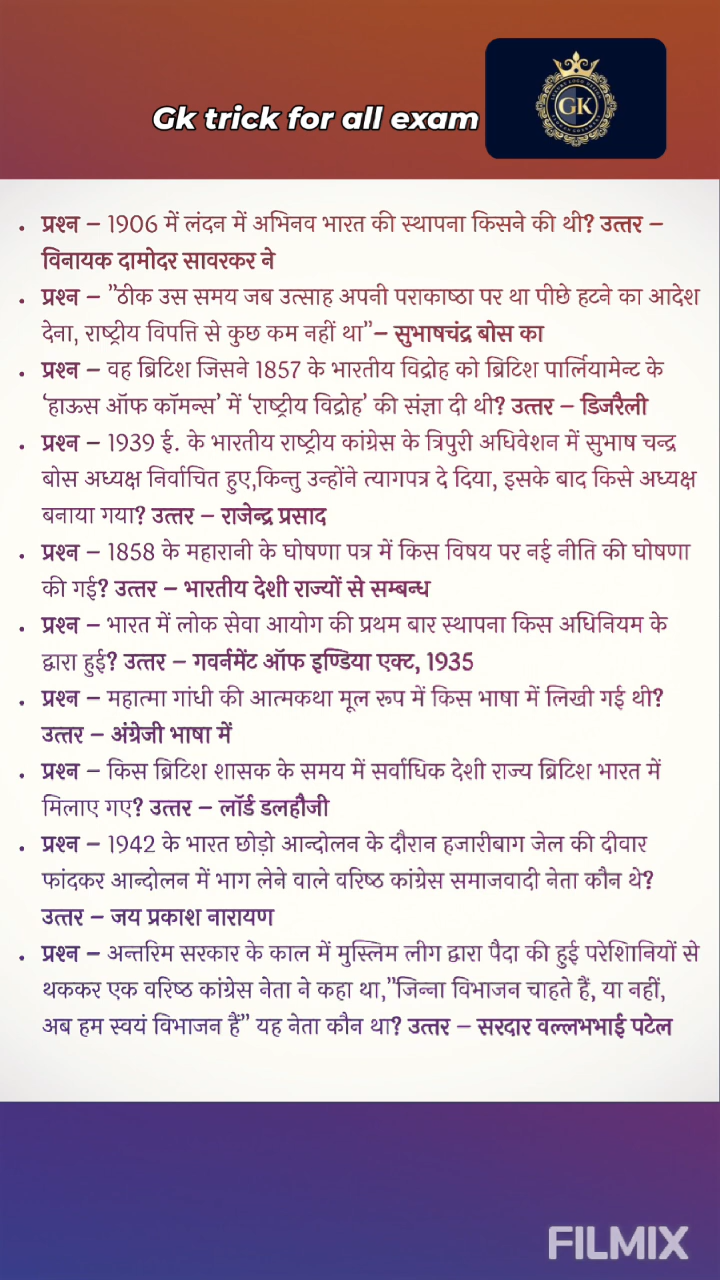 Gk trick for all exam
GK
• प्रश्न – 1906 में लंदन में अभिनव भारत की स्थापना किसने की थी? उत्तर –
विनायक दामोदर सावरकर ने
• प्रश्न – ”ठीक उस समय जब उत्साह अपनी पराकाष्ठा पर था पीछे हटने का आदेश
देना, राष्ट्रीय विपत्ति से कुछ कम नहीं था”– सुभाषचंद्र बोस का
• प्रश्न – वह ब्रिटिश जिसने 1857 के भारतीय विद्रोह को ब्रिटिश पार्लियामेन्ट के
‘हाऊस ऑफ कॉमन्स’ में ‘राष्ट्रीय विद्रोह’ की संज्ञा दी थी? उत्तर – डिजरैली
• प्रश्न – 1939 ई. के भारतीय राष्ट्रीय कांग्रेस के त्रिपुरी अधिवेशन में सुभाष चन्द्र
बोस अध्यक्ष निर्वाचित हुए,किन्तु उन्होंने त्यागपत्र दे दिया, इसके बाद किसे अध्यक्ष
बनाया गया? उत्तर – राजेन्द्र प्रसाद
• प्रश्न – 1858 के महारानी के घोषणा पत्र में किस विषय पर नई नीति की घोषणा
की गई? उत्तर – भारतीय देशी राज्यों से सम्बन्ध
• प्रश्न – भारत में लोक सेवा आयोग की प्रथम बार स्थापना किस अधिनियम के
द्वारा हुई? उत्तर – गवर्नमेंट ऑफ इण्डिया एक्ट, 1935
• प्रश्न – महात्मा गांधी की आत्मकथा मूल रूप में किस भाषा में लिखी गई थी?
उत्तर – अंग्रेजी भाषा में
• प्रश्न – किस ब्रिटिश शासक के समय में सर्वाधिक देशी राज्य ब्रिटिश भारत में
मिलाए गए? उत्तर – लॉर्ड डलहौजी
• प्रश्न – 1942 के भारत छोड़ो आन्दोलन के दौरान हजारीबाग जेल की दीवार
फांदकर आन्दोलन में भाग लेने वाले वरिष्ठ कांग्रेस समाजवादी नेता कौन थे?
उत्तर – जय प्रकाश नारायण
• प्रश्न – अन्तरिम सरकार के काल में मुस्लिम लीग द्वारा पैदा की हुई परेशानियों से
थककर एक वरिष्ठ कांग्रेस नेता ने कहा था,”जिन्ना विभाजन चाहते हैं, या नहीं,
अब हम स्वयं विभाजन हैं” यह नेता कौन था? उत्तर – सरदार वल्लभभाई पटेल
FILMIX